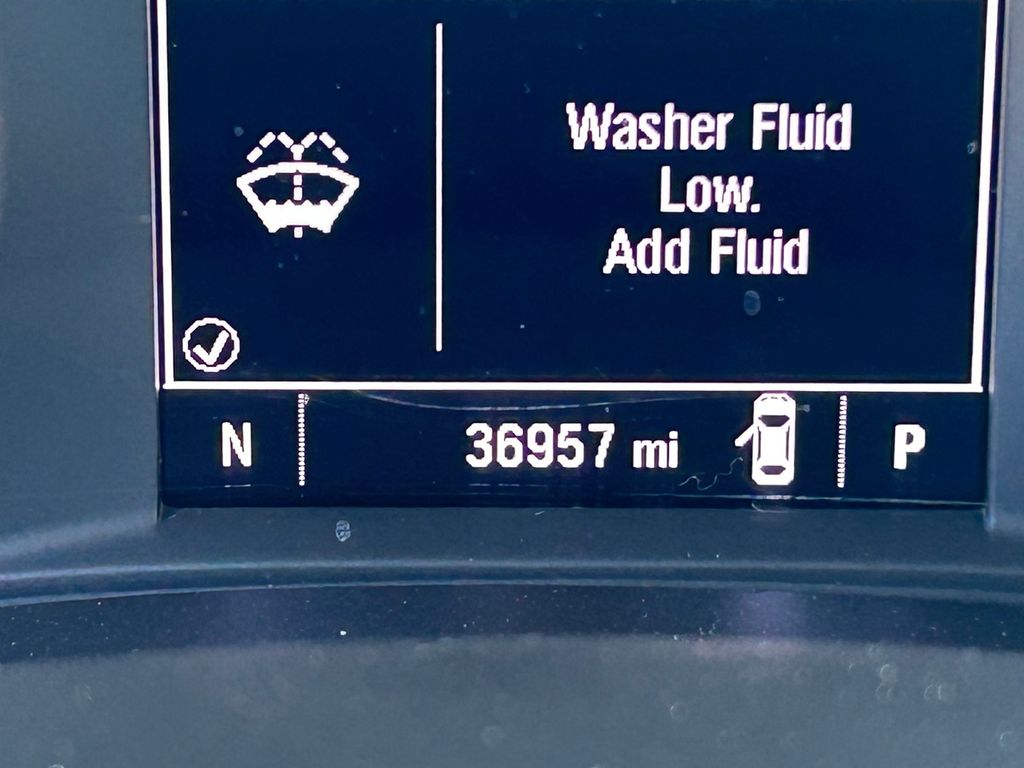 Washer Fluid
Low.
Add Fluid
N 36957 mi P